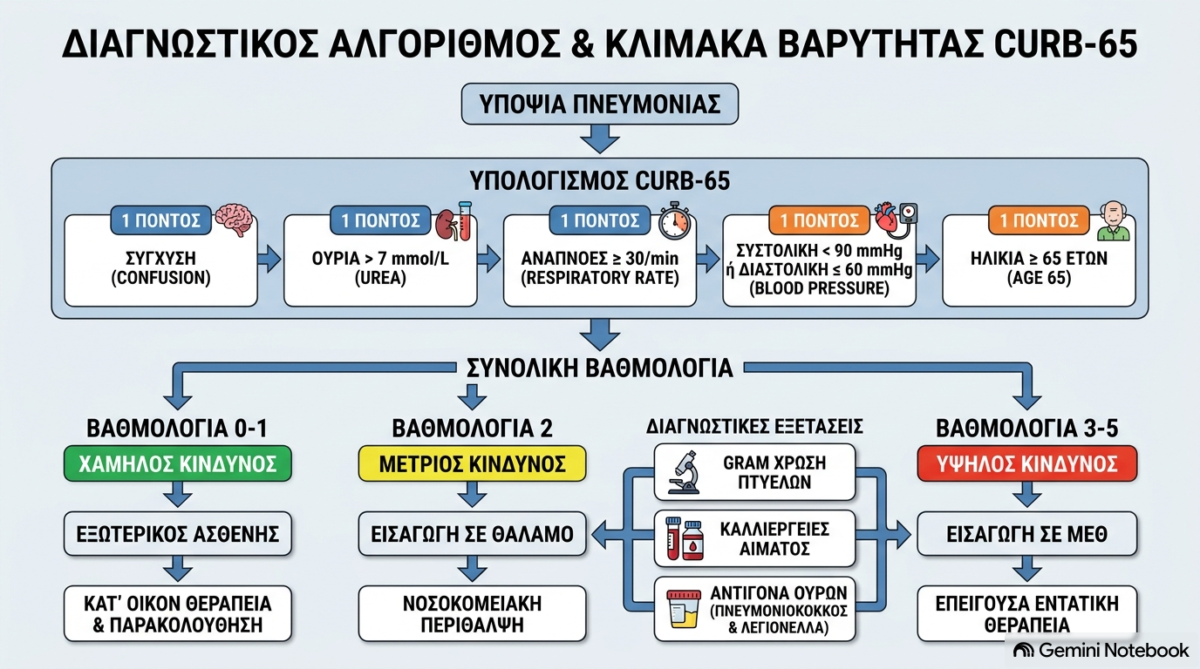 ΔΙΑΓΝΩΣΤΙΚΟΣ ΑΛΓΟΡΙΘΜΟΣ & ΚΛΙΜΑΚΑ ΒΑΡΥΤΗΤΑΣ CURB-65
ΥΠΟΨΙΑ ΠΝΕΥΜΟΝΙΑΣ
ΥΠΟΛΟΓΙΣΜΟΣ CURB-65
1 ΠΟΝΤΟΣ
ΣΥΓΧΥΣΗ
(CONFUSION)
1 ΠΟΝΤΟΣ
ΟΥΡΙΑ > 7 mmol/L
(UREA)
1 ΠΟΝΤΟΣ
ΑΝΑΠΝΟΕΣ ≥ 30/min
(RESPIRATORY RATE)
1 ΠΟΝΤΟΣ
ΣΥΣΤΟΛΙΚΗ < 90 mmHg
ή ΔΙΑΣΤΟΛΙΚΗ ≤ 60 mmHg
(BLOOD PRESSURE)
1 ΠΟΝΤΟΣ
ΗΛΙΚΙΑ ≥ 65 ΕΤΩΝ
(AGE 65)
ΣΥΝΟΛΙΚΗ ΒΑΘΜΟΛΟΓΙΑ
ΒΑΘΜΟΛΟΓΙΑ 0-1
ΧΑΜΗΛΟΣ ΚΙΝΔΥΝΟΣ
ΕΞΩΤΕΡΙΚΟΣ ΑΣΘΕΝΗΣ
ΚΑΤ' ΟΙΚΟΝ ΘΕΡΑΠΕΙΑ
& ΠΑΡΑΚΟΛΟΥΘΗΣΗ
ΒΑΘΜΟΛΟΓΙΑ 2
ΜΕΤΡΙΟΣ ΚΙΝΔΥΝΟΣ
ΕΙΣΑΓΩΓΗ ΣΕ ΘΑΛΑΜΟ
ΝΟΣΟΚΟΜΕΙΑΚΗ
ΠΕΡΙΘΑΛΨΗ
ΔΙΑΓΝΩΣΤΙΚΕΣ ΕΞΕΤΑΣΕΙΣ
GRAM ΧΡΩΣΗ
ΠΤΥΕΛΩΝ
ΚΑΛΛΙΕΡΓΕΙΕΣ
ΑΙΜΑΤΟΣ
ΑΝΤΙΓΟΝΑ ΟΥΡΩΝ
(ΠΝΕΥΜΟΝΙΟΚΟΚΚΟΣ
& ΛΕΓΙΟΝΕΛΛΑ)
ΒΑΘΜΟΛΟΓΙΑ 3-5
ΥΨΗΛΟΣ ΚΙΝΔΥΝΟΣ
ΕΙΣΑΓΩΓΗ ΣΕ ΜΕΘ
ΕΠΕΙΓΟΥΣΑ ΕΝΤΑΤΙΚΗ
ΘΕΡΑΠΕΙΑ
Gemini Notebook